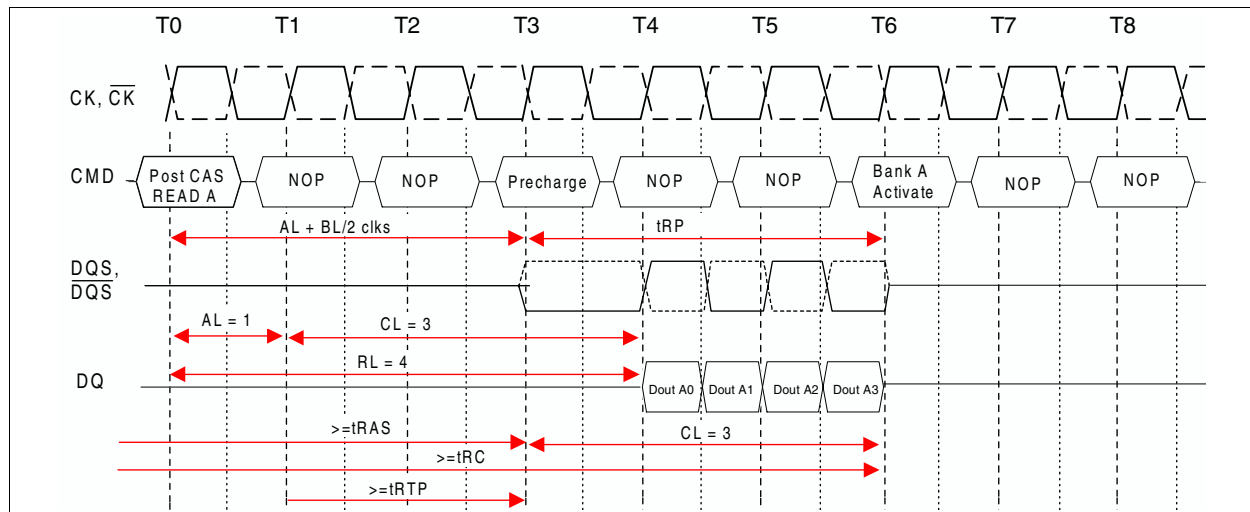 T0 T1 T2 T3 T4 T5 T6 T7 T8
CK, CK
CMD Post CAS READ A NOP NOP Precharge NOP NOP Bank A Activate NOP NOP
AL + BL/2 clks tRP
DQS,
DQS
AL = 1 CL = 3
RL = 4
DQ Dout A0 Dout A1 Dout A2 Dout A3
>=tRAS CL = 3
>=tRC
>=tRTP